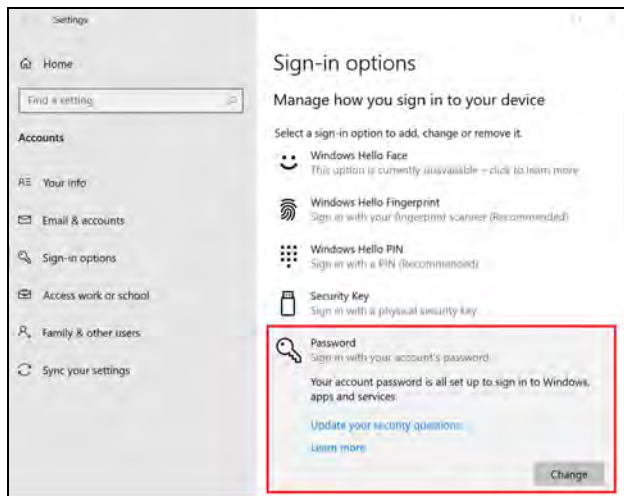 Settings
Home
Find a setting
Accounts
Your info
Email & accounts
Sign-in options
Access work or school
Family & other users
Sync your settings
Sign-in options
Manage how you sign in to your device
Select a sign-in option to add, change or remove it.
Windows Hello Face
This option is currently unavailable – click to learn more
Windows Hello Fingerprint
Sign in with your fingerprint scanner (Recommended)
Windows Hello PIN
Sign in with a PIN (Recommended)
Security Key
Sign in with a physical security key
Password
Sign in with your account's password
Your account password is all set up to sign in to Windows,
apps and services.
Update your security questions
Learn more
Change